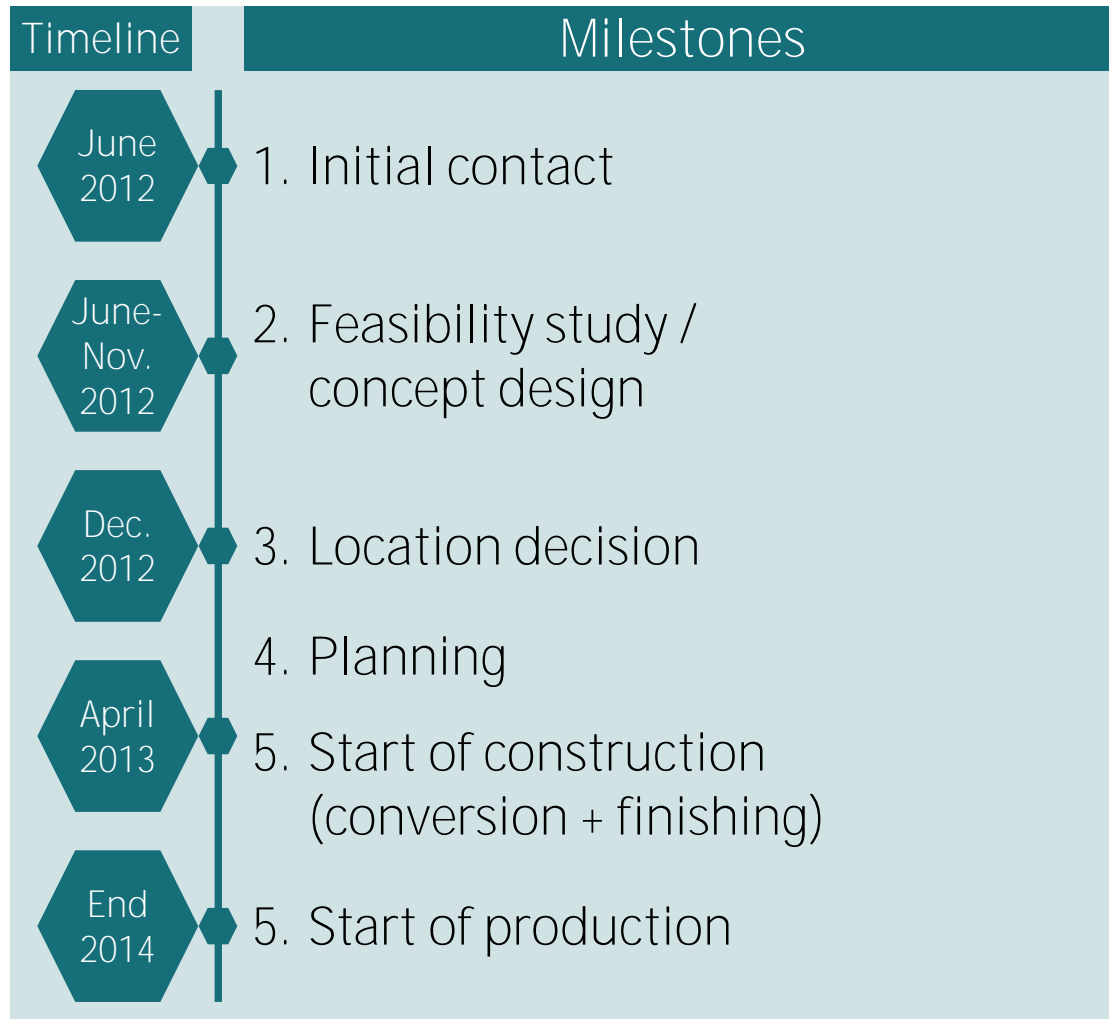 Timeline
Milestones
June
2012
1. Initial contact
June-
Nov.
2012
2. Feasibility study /
concept design
Dec.
2012
3. Location decision
4. Planning
April
2013
5. Start of construction
(conversion + finishing)
End
2014
5. Start of production